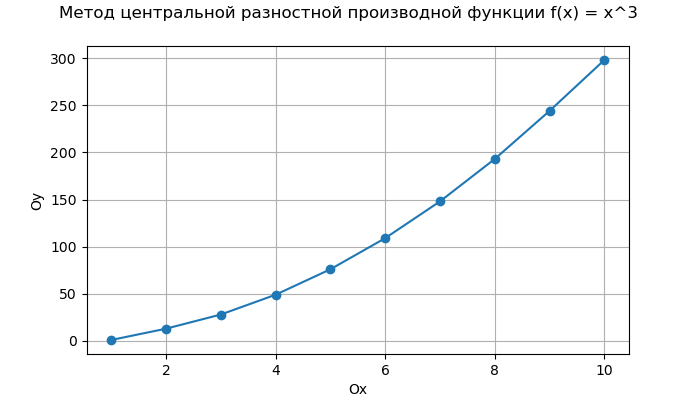 Метод центральной разностной производной функции f(x) = x^3
300
250
200
150
100
50
0
Oy
2 4 6 8 10
Ox